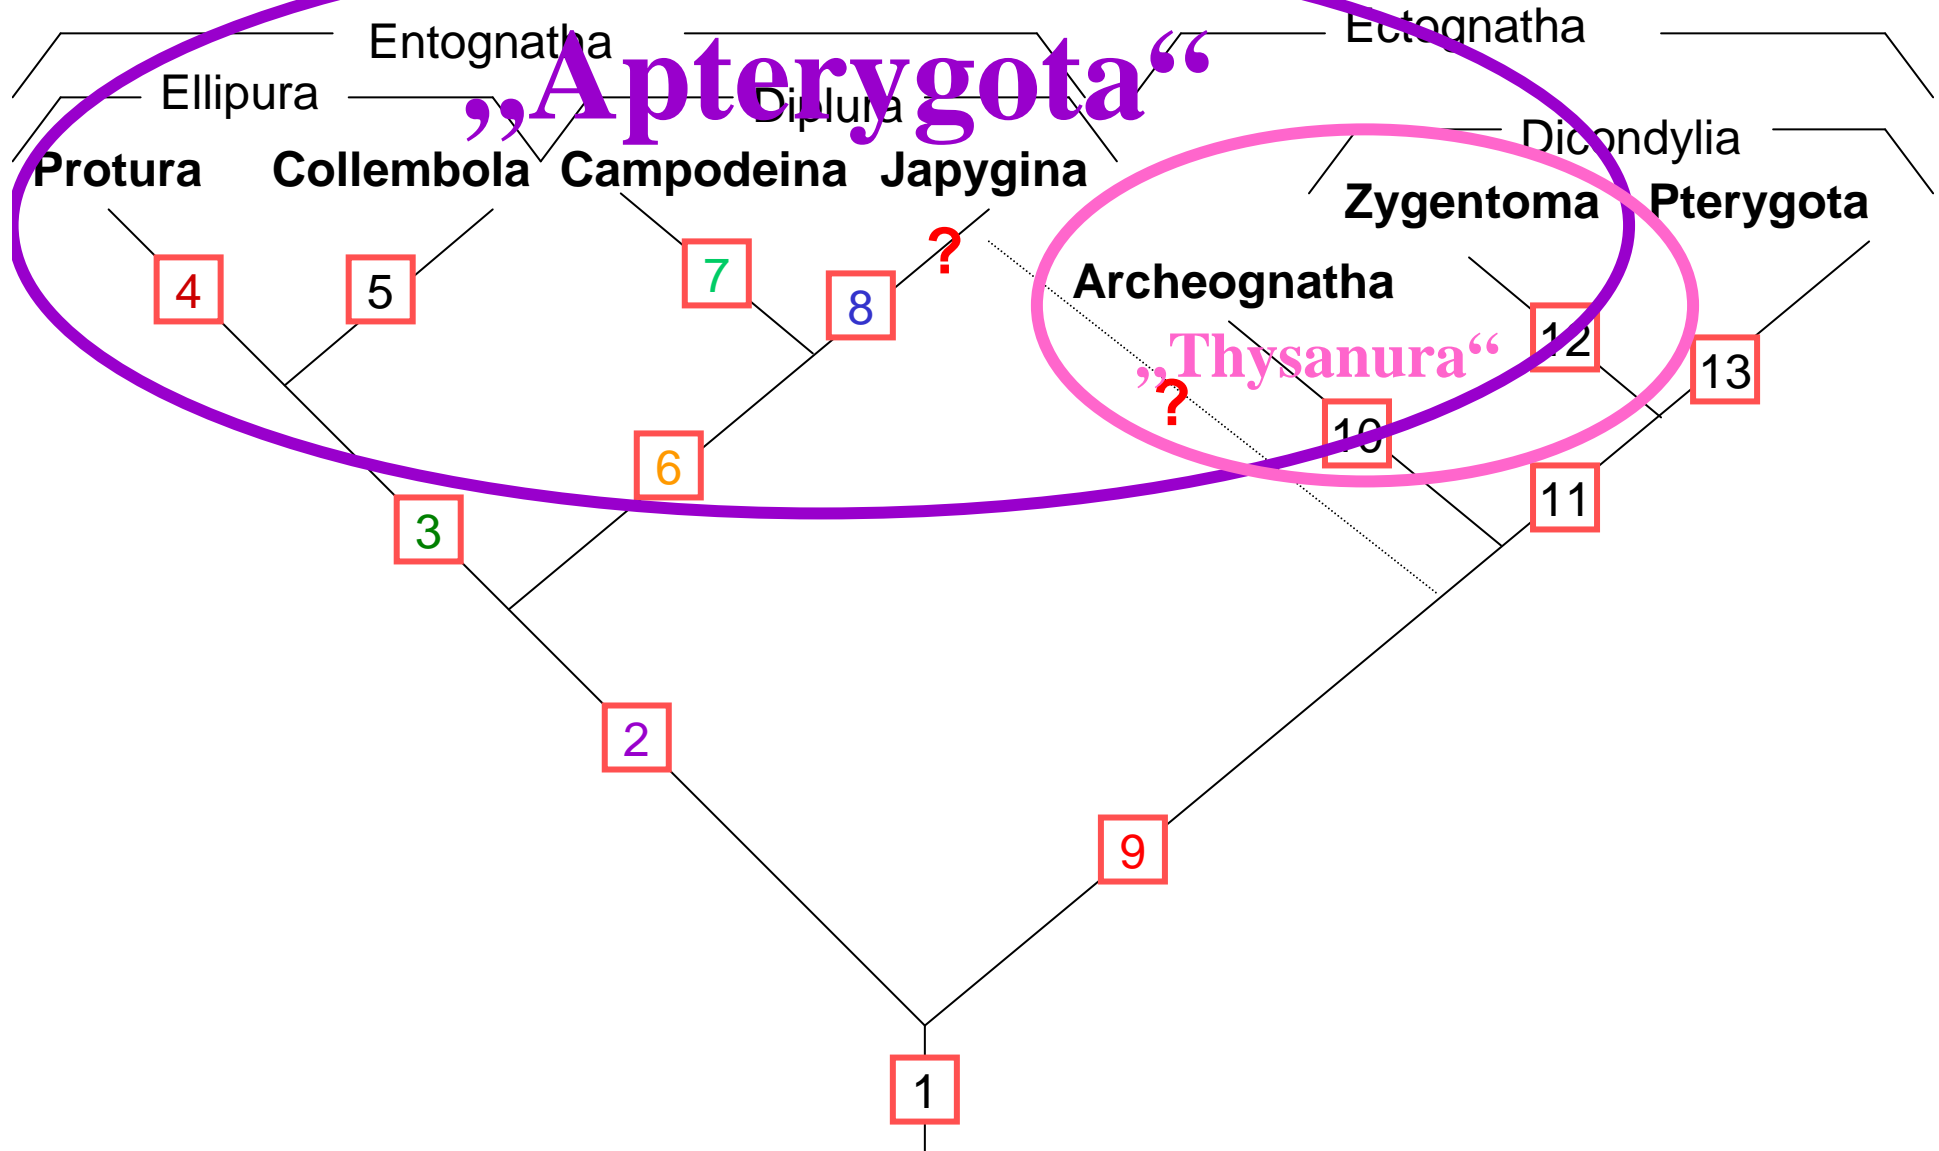 Entognatha
Ectognatha
„Apterygota“
Ellipura
Diplura
Dicondylia
Protura
Collembola
Campodeina
Japygina
Zygentoma
Pterygota
?
Archeognatha
7
4
5
8
12
„Thysanura“
13
?
10
6
11
3
2
9
1